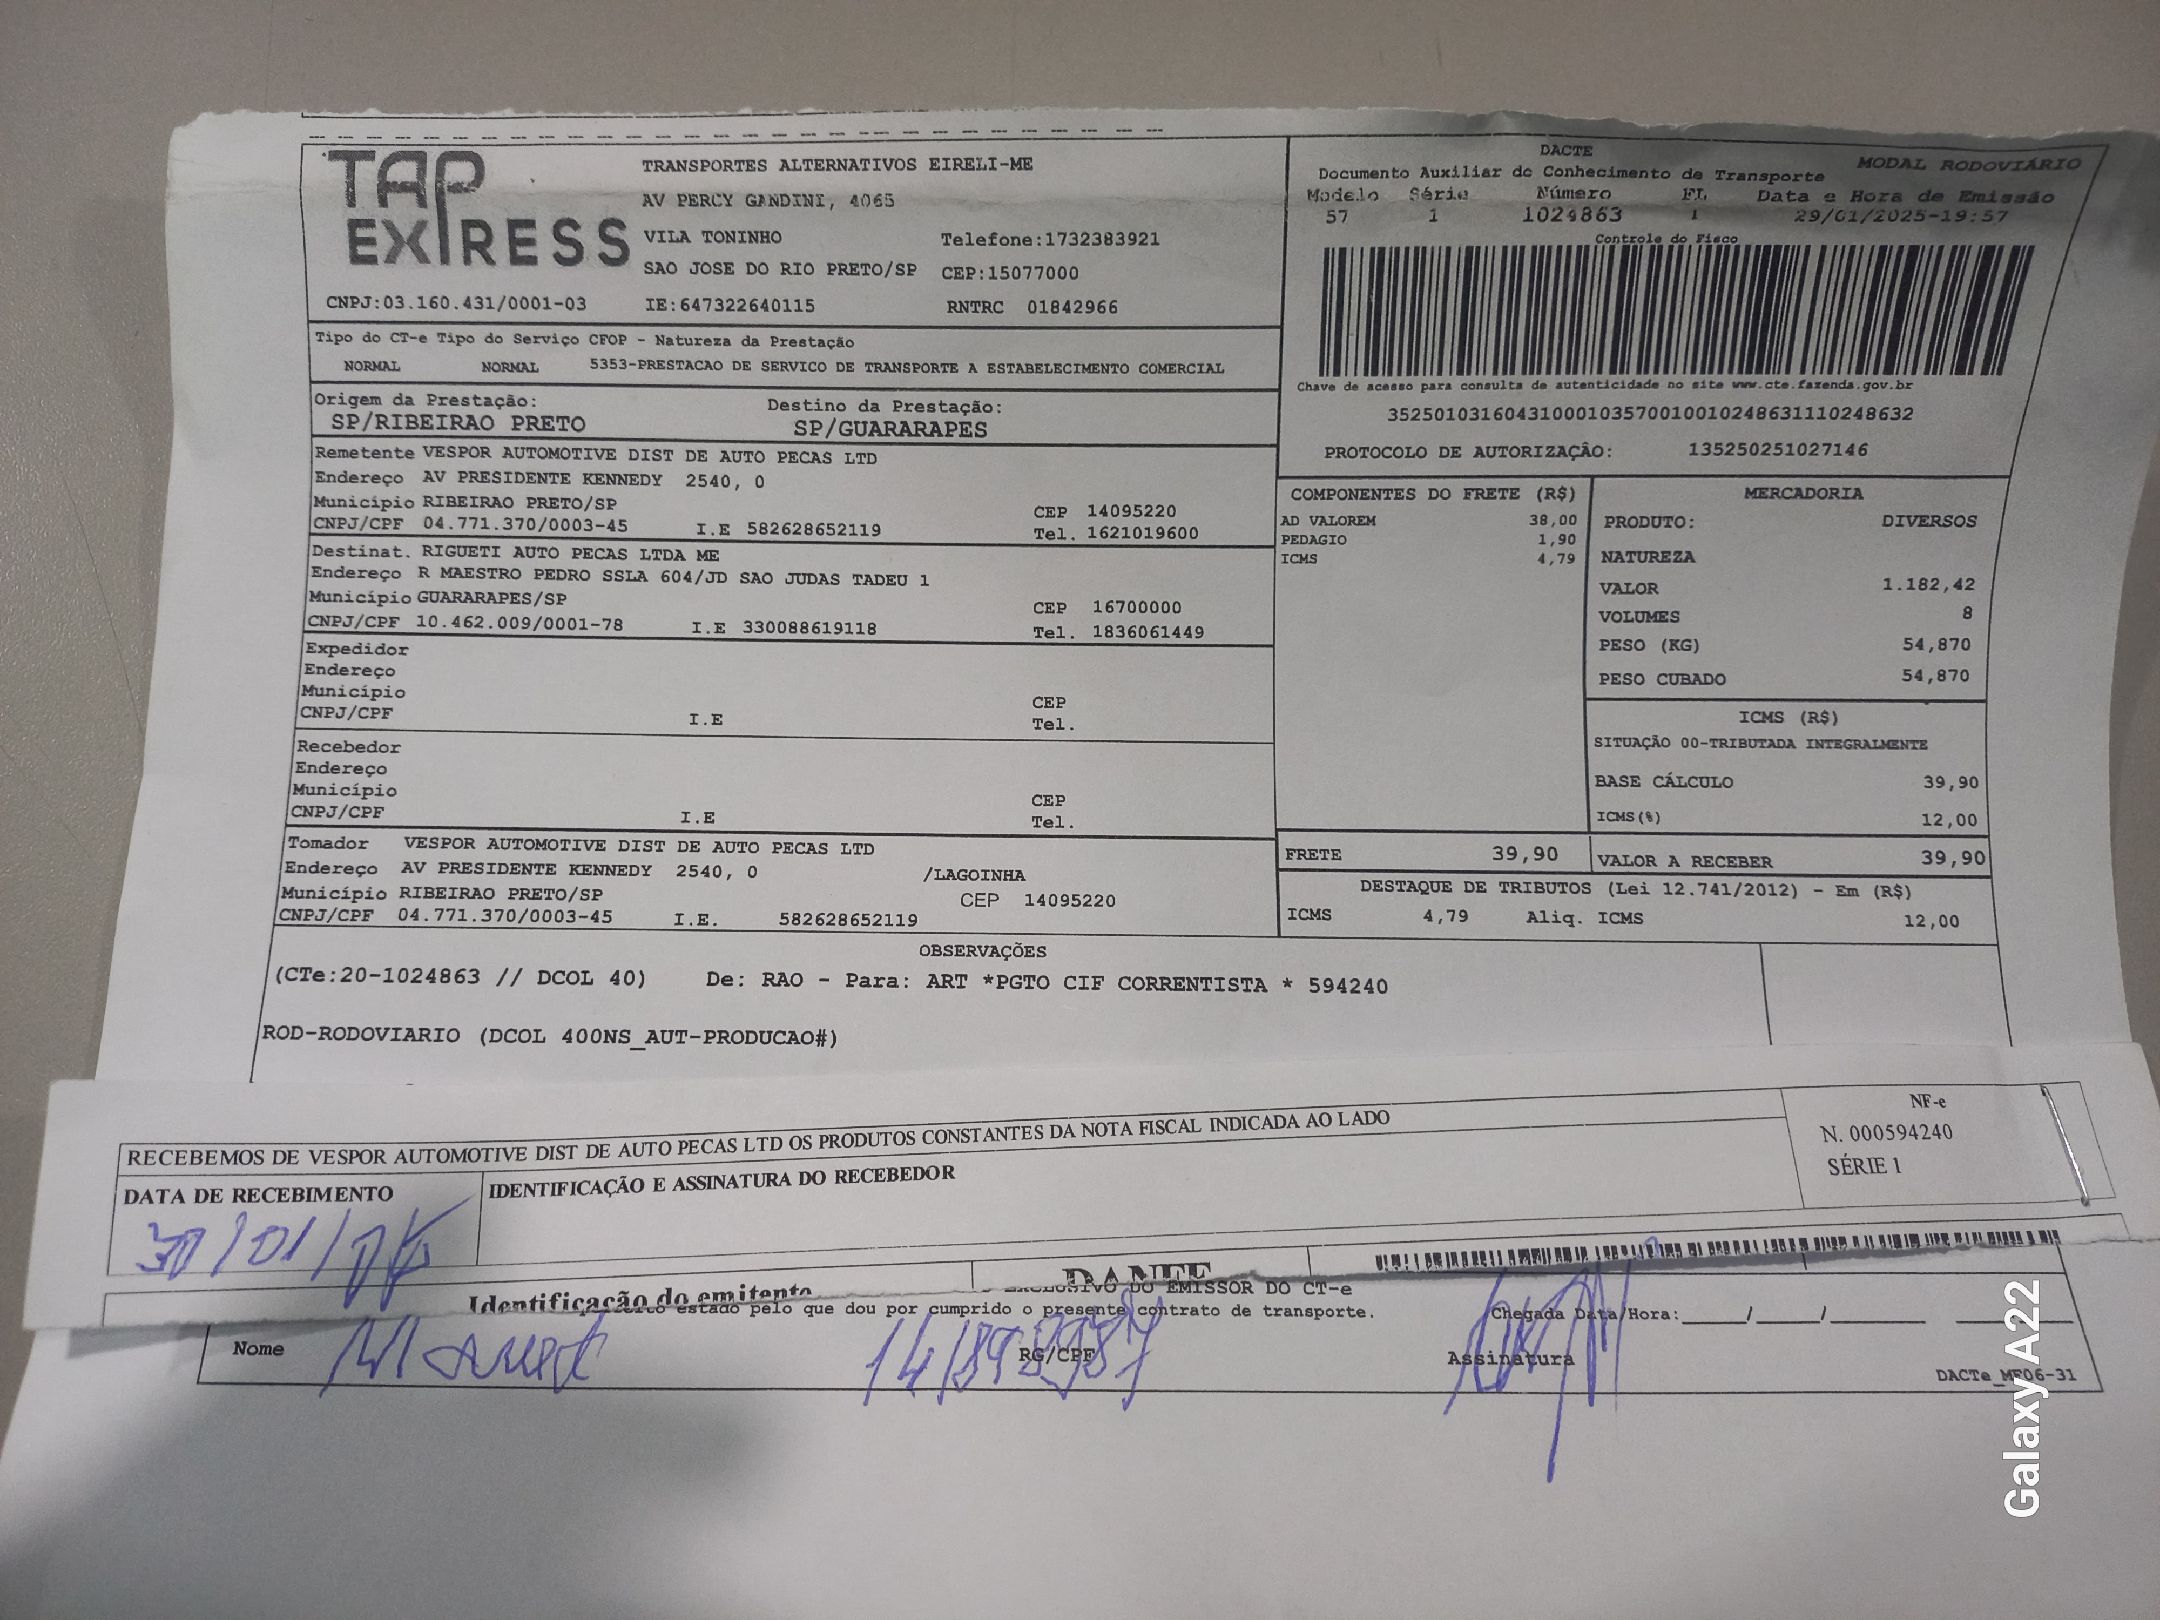 TAP EXPRESS
TRANSPORTES ALTERNATIVOS EIRELI-ME
AV PERCY GANDINI, 4065
VILA TONINHO Telefone:1732383921
SAO JOSE DO RIO PRETO/SP CEP:15077000
CNPJ:03.160.431/0001-03 IE:647322640115 RNTRC 01842966
DACTE
MODAL RODOVIÁRIO
Documento Auxiliar do Conhecimento de Transporte
Modelo Série Número FL Data e Hora de Emissão
57 1 1024863 1 29/01/2025-19:57
Controle do Fisco
Chave de acesso para consulta de autenticidade no site www.cte.fazenda.gov.br
35250103160431000103570010010248631110248632
PROTOCOLO DE AUTORIZAÇÃO: 135250251027146
Tipo do CT-e Tipo do Serviço CFOP - Natureza da Prestação
NORMAL NORMAL 5353-PRESTACAO DE SERVICO DE TRANSPORTE A ESTABELECIMENTO COMERCIAL
Origem da Prestação: Destino da Prestação:
SP/RIBEIRAO PRETO SP/GUARARAPES
Remetente VESPOR AUTOMOTIVE DIST DE AUTO PECAS LTD
Endereço AV PRESIDENTE KENNEDY 2540, 0
Município RIBEIRAO PRETO/SP CEP 14095220
CNPJ/CPF 04.771.370/0003-45 I.E 582628652119 Tel. 1621019600
Destinat. RIGUETI AUTO PECAS LTDA ME
Endereço R MAESTRO PEDRO SSLA 604/JD SAO JUDAS TADEU 1
Município GUARARAPES/SP CEP 16700000
CNPJ/CPF 10.462.009/0001-78 I.E 330088619118 Tel. 1836061449
Expedidor
Endereço
Município CEP
CNPJ/CPF I.E Tel.
Recebedor
Endereço
Município CEP
CNPJ/CPF I.E Tel.
Tomador VESPOR AUTOMOTIVE DIST DE AUTO PECAS LTD
Endereço AV PRESIDENTE KENNEDY 2540, 0 /LAGOINHA
Município RIBEIRAO PRETO/SP CEP 14095220
CNPJ/CPF 04.771.370/0003-45 I.E. 582628652119
COMPONENTES DO FRETE (R$)
AD VALOREM 38,00
PEDAGIO 1,90
ICMS 4,79
MERCADORIA
PRODUTO: DIVERSOS
NATUREZA
VALOR 1.182,42
VOLUMES 8
PESO (KG) 54,870
PESO CUBADO 54,870
ICMS (R$)
SITUAÇÃO 00-TRIBUTADA INTEGRALMENTE
BASE CÁLCULO 39,90
ICMS(%) 12,00
FRETE 39,90 VALOR A RECEBER 39,90
DESTAQUE DE TRIBUTOS (Lei 12.741/2012) - Em (R$)
ICMS 4,79 Aliq. ICMS 12,00
OBSERVAÇÕES
(CTe:20-1024863 // DCOL 40) De: RAO - Para: ART *PGTO CIF CORRENTISTA * 594240
ROD-RODOVIARIO (DCOL 400NS_AUT-PRODUCAO#)
RECEBEMOS DE VESPOR AUTOMOTIVE DIST DE AUTO PECAS LTD OS PRODUTOS CONSTANTES DA NOTA FISCAL INDICADA AO LADO
NF-e
N. 000594240
SÉRIE 1
DATA DE RECEBIMENTO IDENTIFICAÇÃO E ASSINATURA DO RECEBEDOR
Identificação do emitente DANFE
EXCLUSIVO DO EMISSOR DO CT-e
estado pelo que dou por cumprido o presente contrato de transporte. Chegada Data/Hora:_____/_____/_____
Nome RG/CPF Assinatura
DACTe_MF06-31
Galaxy A22